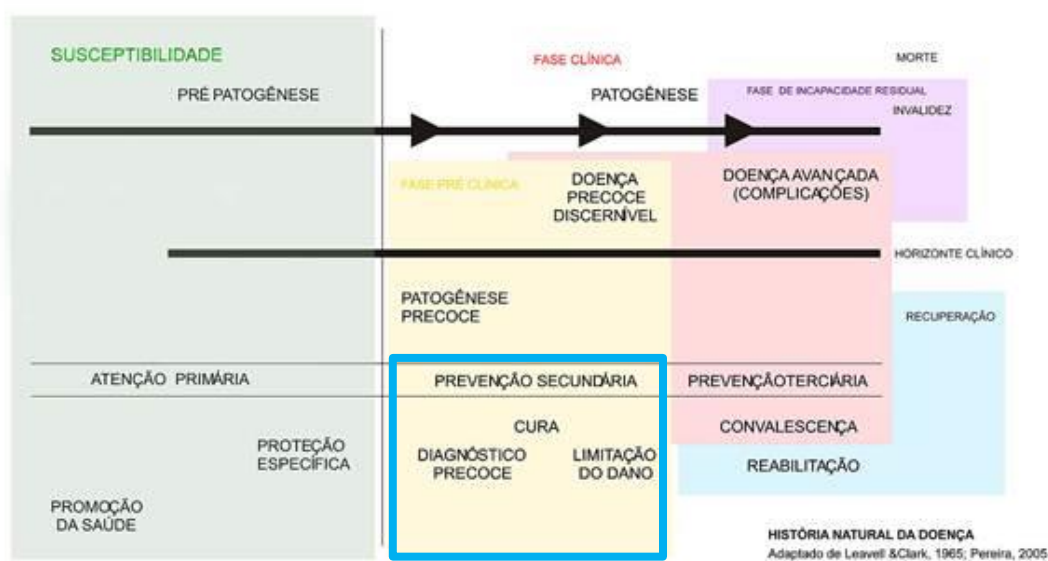 SUSCEPTIBILIDADE
FASE CLÍNICA
MORTE
PRÉ PATOGÊNESE
PATOGÊNESE
FASE DE INCAPACIDADE RESIDUAL
INVALIDEZ
FASE PRÉ CLÍNICA
DOENÇA
PRECOCE
DISCERNÍVEL
DOENÇA AVANÇADA
(COMPLICAÇÕES)
HORIZONTE CLÍNICO
PATOGÊNESE
PRECOCE
RECUPERAÇÃO
ATENÇÃO PRIMÁRIA
PREVENÇÃO SECUNDÁRIA
PREVENÇÃOTERCIÁRIA
CURA
CONVALESCENÇA
PROTEÇÃO
ESPECÍFICA
DIAGNÓSTICO
PRECOCE
LIMITAÇÃO
DO DANO
REABILITAÇÃO
PROMOÇÃO
DA SAÚDE
HISTÓRIA NATURAL DA DOENÇA
Adaptado de Leavell &Clark, 1965; Pereira, 2005